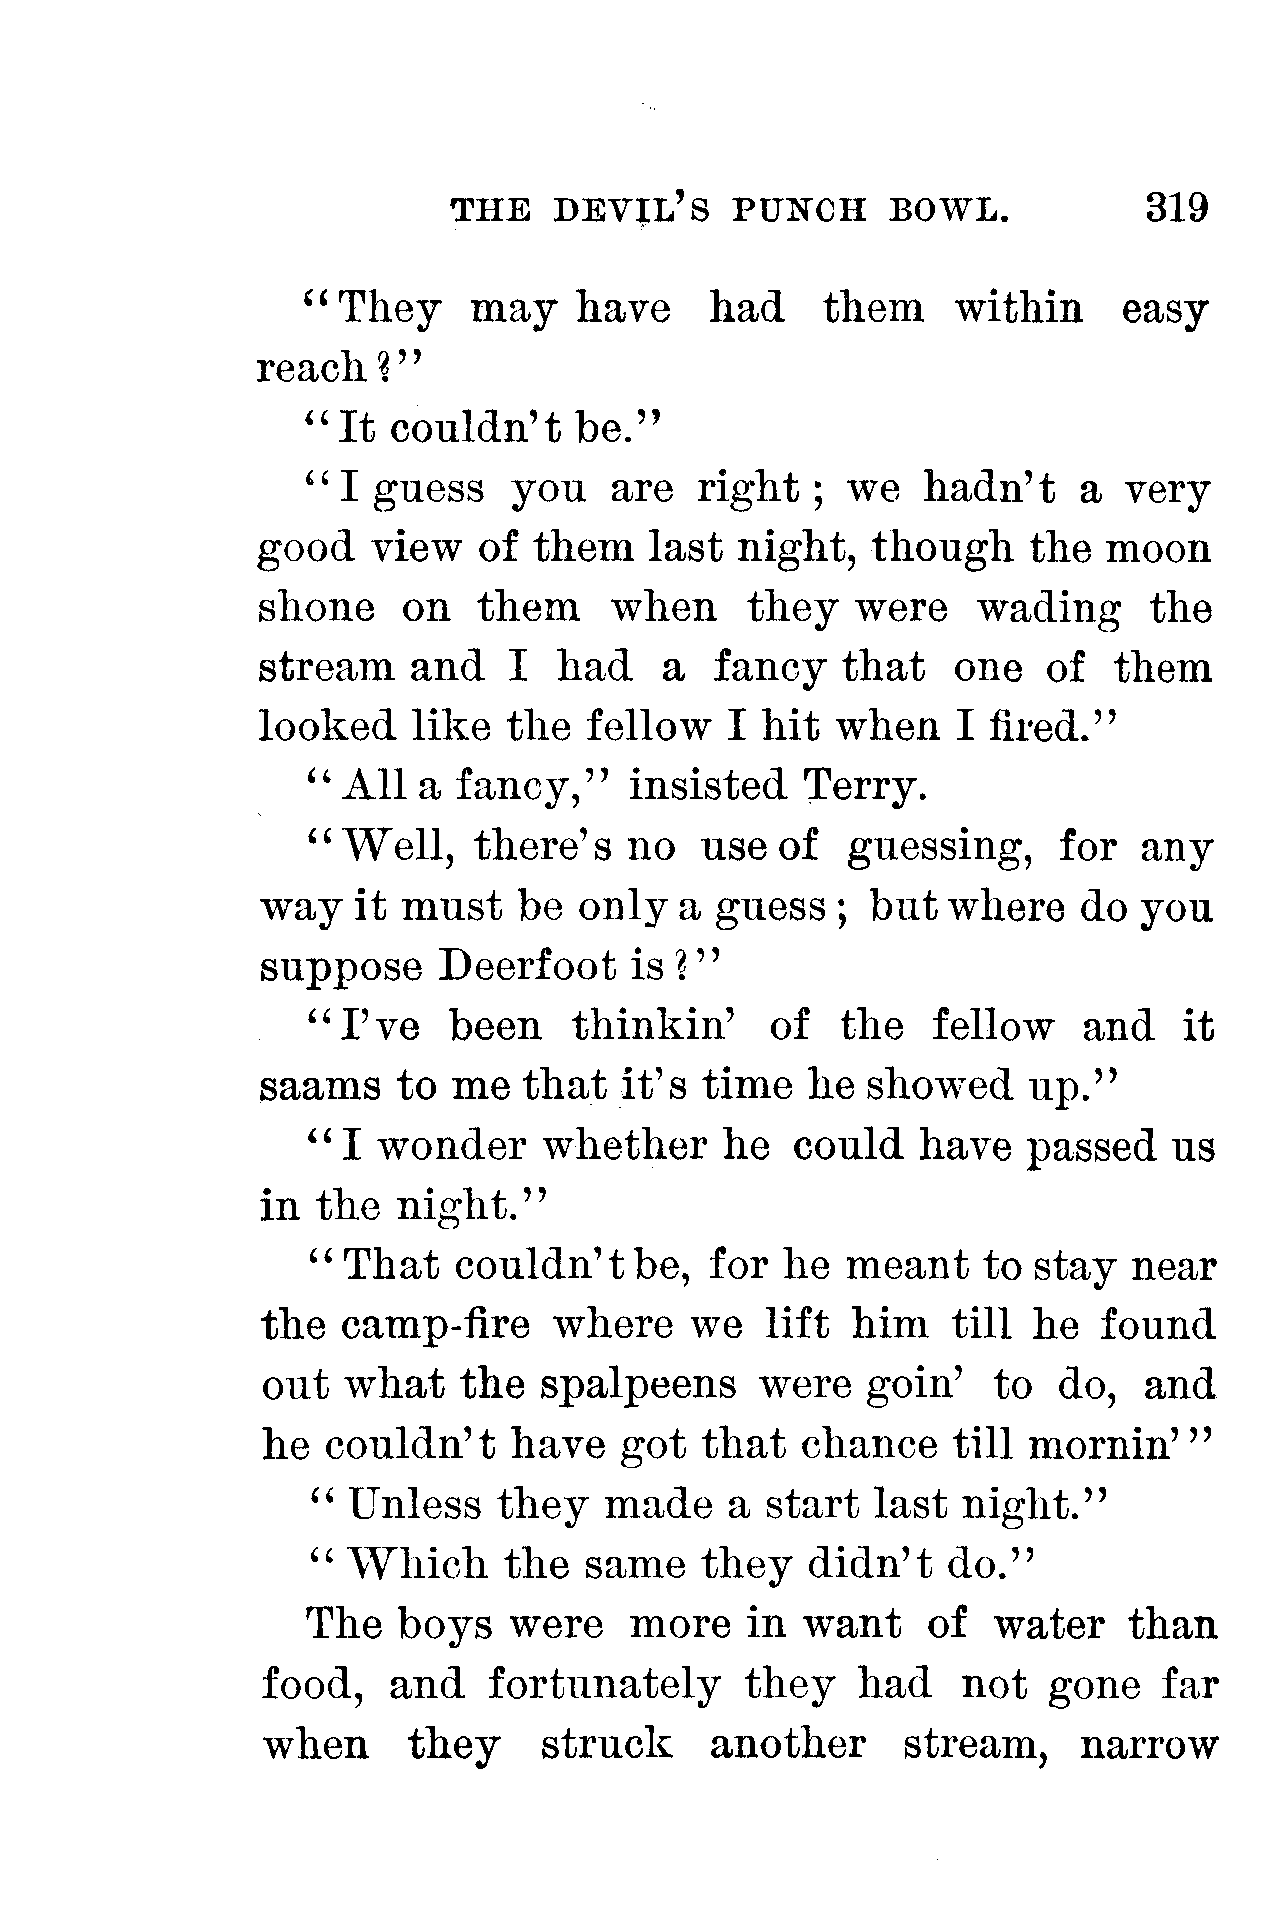 THE DEVIL'S PUNCH BOWL. 319
"They may have had them within easy
reach?"
"It couldn't be."
"I guess you are right; we hadn't a very
good view of them last night, though the moon
shone on them when they were wading the
stream and I had a fancy that one of them
looked like the fellow I hit when I fired."
"All a fancy," insisted Terry.
"Well, there's no use of guessing, for any
way it must be only a guess; but where do you
suppose Deerfoot is?"
"I've been thinkin' of the fellow and it
saams to me that it's time he showed up."
"I wonder whether he could have passed us
in the night."
"That couldn't be, for he meant to stay near
the camp-fire where we lift him till he found
out what the spalpeens were goin' to do, and
he couldn't have got that chance till mornin'"
"Unless they made a start last night."
"Which the same they didn't do."
The boys were more in want of water than
food, and fortunately they had not gone far
when they struck another stream, narrow